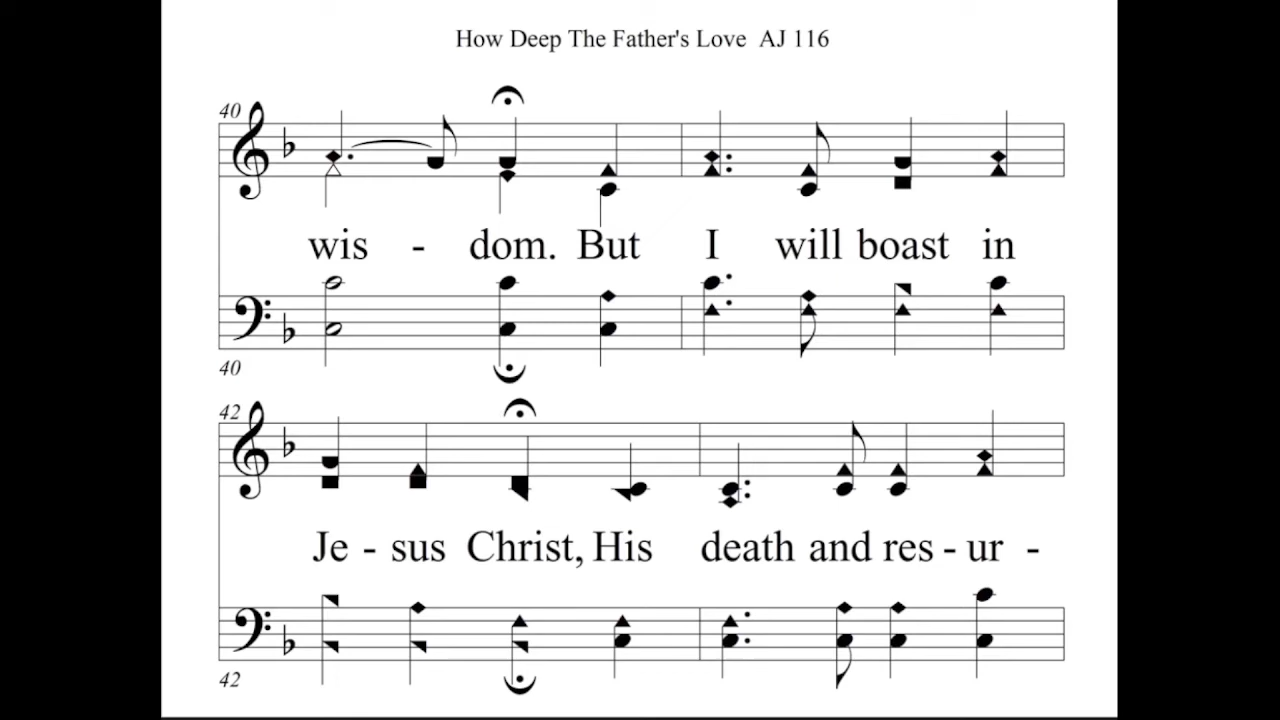 How Deep The Father's Love AJ 116
40
wis - dom. But I will boast in
40
42
Je - sus Christ, His death and res - ur -
42